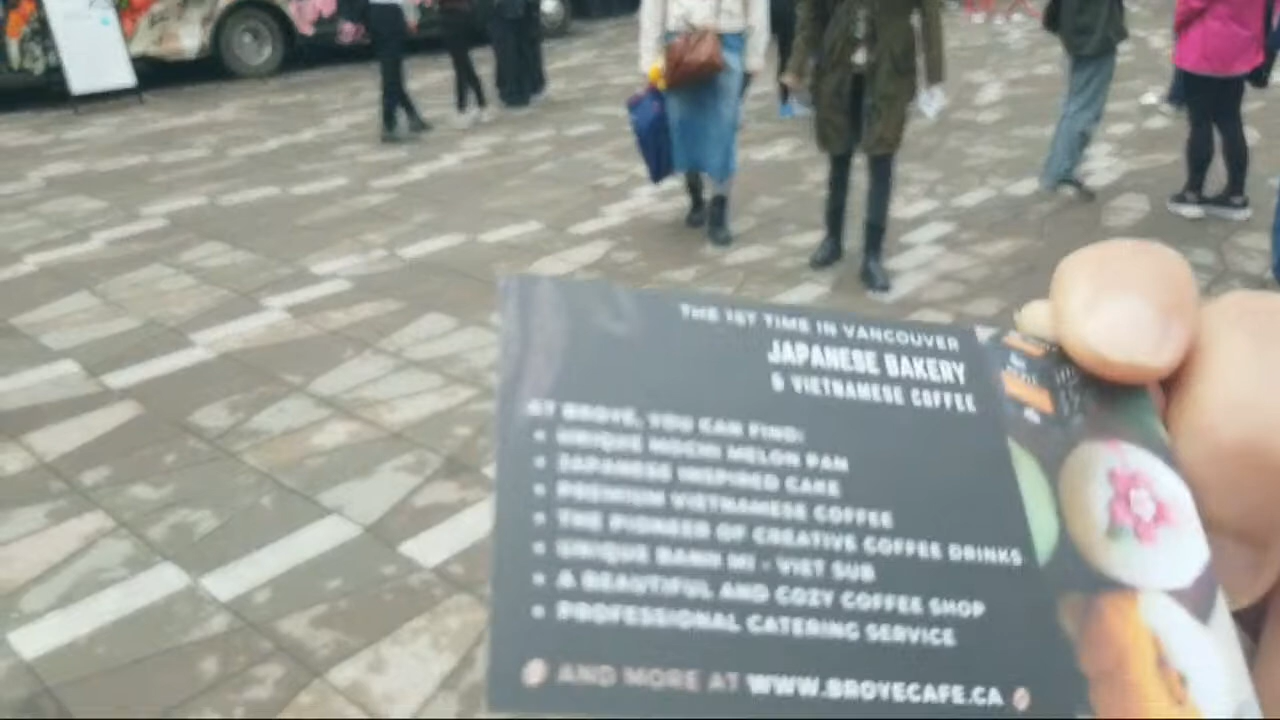 THE 1ST TIME IN VANCOUVER
JAPANESE BAKERY
& VIETNAMESE COFFEE
AT BROYÉ, YOU CAN FIND:
• UNIQUE MOCHI MELON PAN
• JAPANESE INSPIRED CAKE
• PREMIUM VIETNAMESE COFFEE
• THE PIONEER OF CREATIVE COFFEE DRINKS
• UNIQUE BANH MI - VIET SUB
• A BEAUTIFUL AND COZY COFFEE SHOP
• PROFESSIONAL CATERING SERVICE
AND MORE AT WWW.BROYECAFE.CA